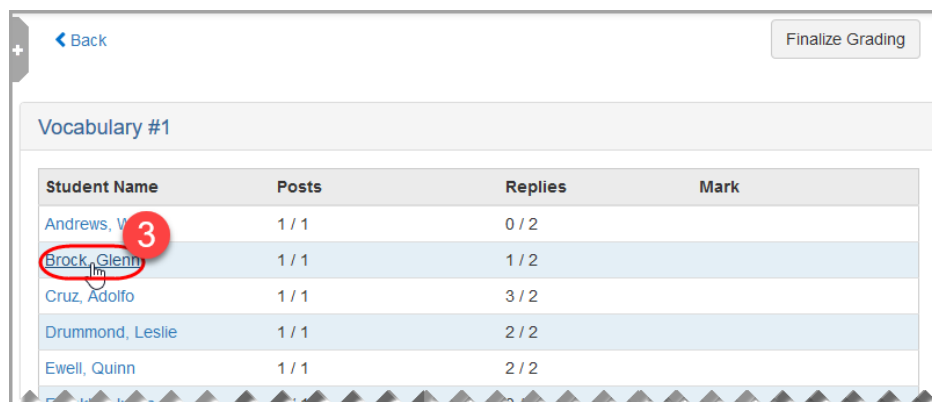 Back
Finalize Grading
Vocabulary #1
Student Name Posts Replies Mark
Andrews, 1 / 1 0 / 2
3
Brock, Glenn 1 / 1 1 / 2
Cruz, Adolfo 1 / 1 3 / 2
Drummond, Leslie 1 / 1 2 / 2
Ewell, Quinn 1 / 1 2 / 2